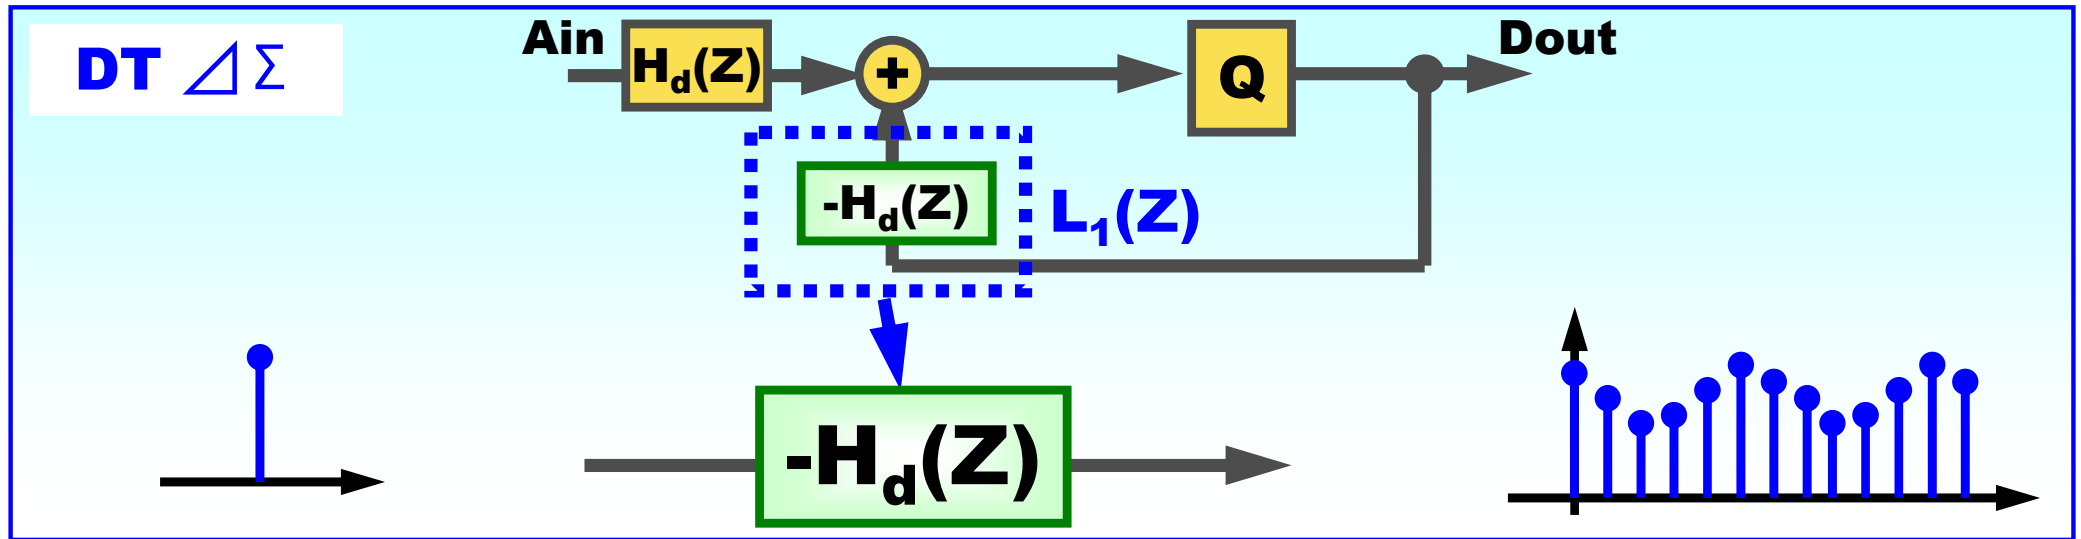 DT ⊿Σ
Ain
Hd(Z)
+
Q
Dout
-Hd(Z)
L1(Z)
-Hd(Z)